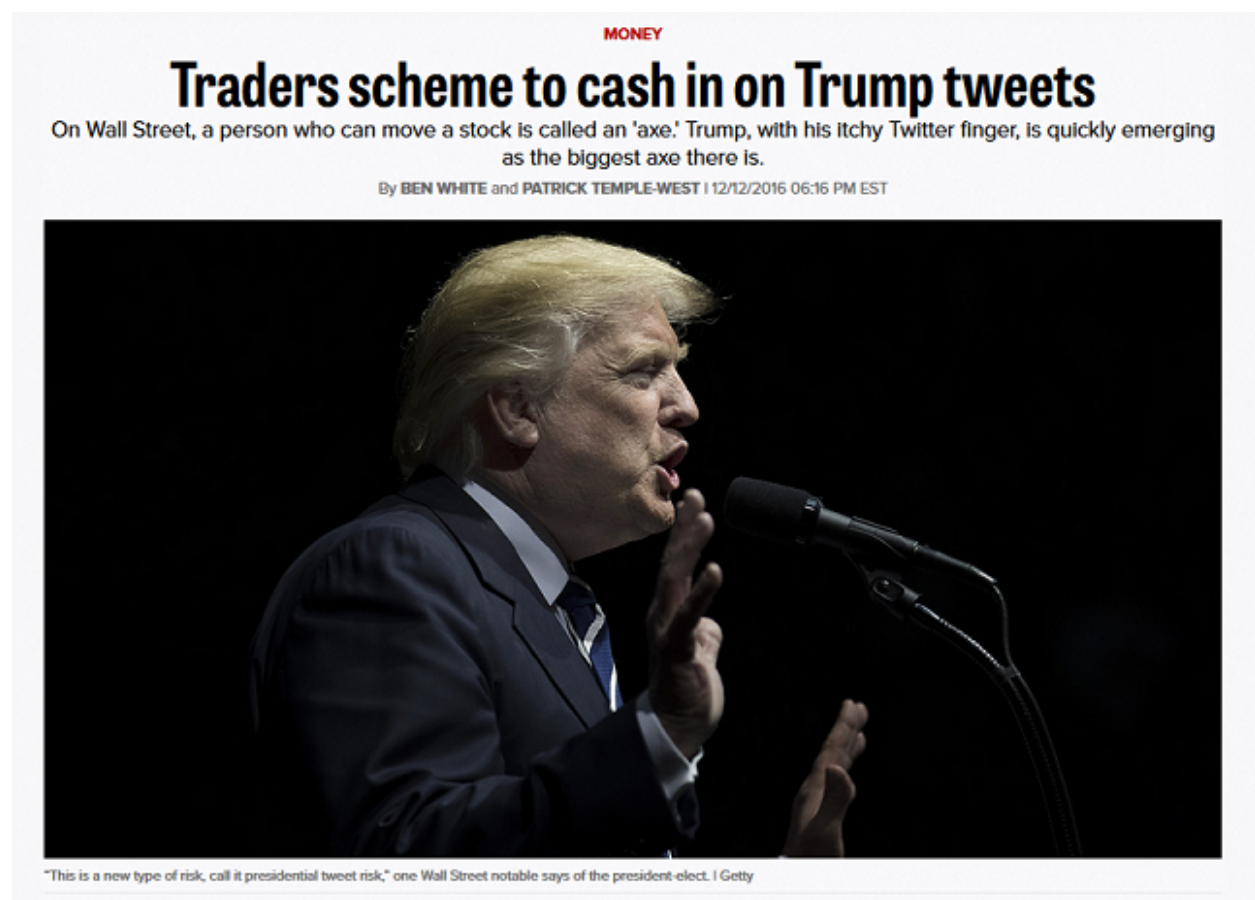 MONEY
Traders scheme to cash in on Trump tweets
On Wall Street, a person who can move a stock is called an 'axe.' Trump, with his itchy Twitter finger, is quickly emerging
as the biggest axe there is.
By BEN WHITE and PATRICK TEMPLE-WEST | 12/12/2016 06:16 PM EST
"This is a new type of risk, call it presidential tweet risk," one Wall Street notable says of the president-elect. | Getty